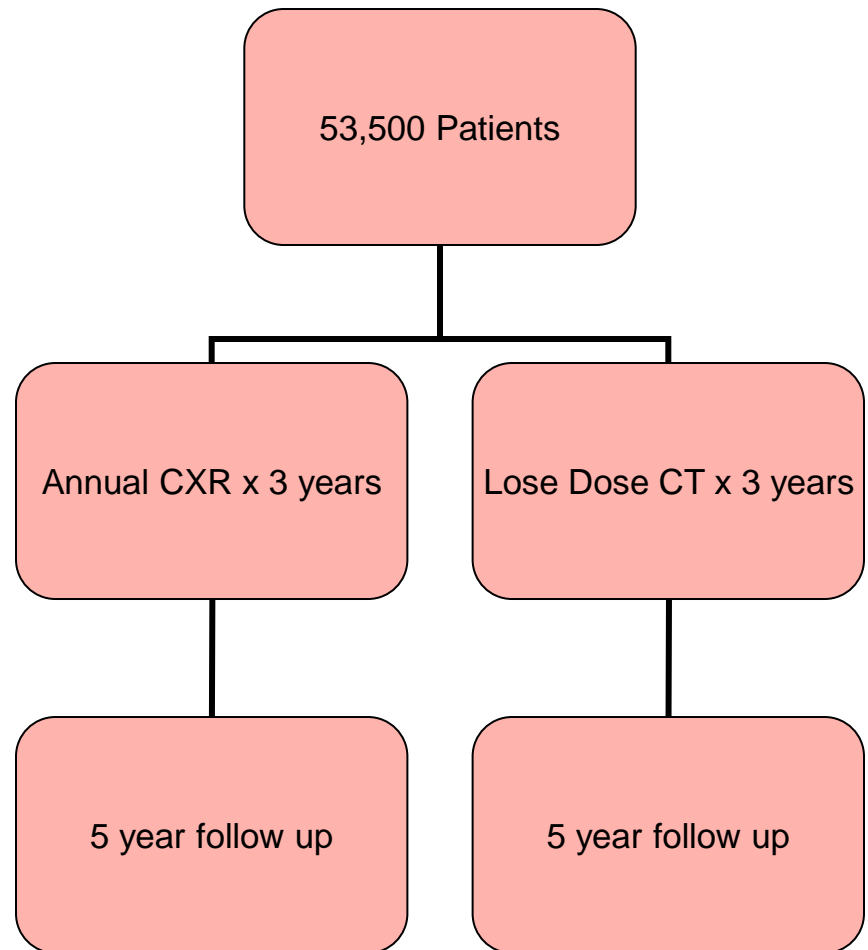 53,500 Patients
Annual CXR x 3 years
Lose Dose CT x 3 years
5 year follow up
5 year follow up